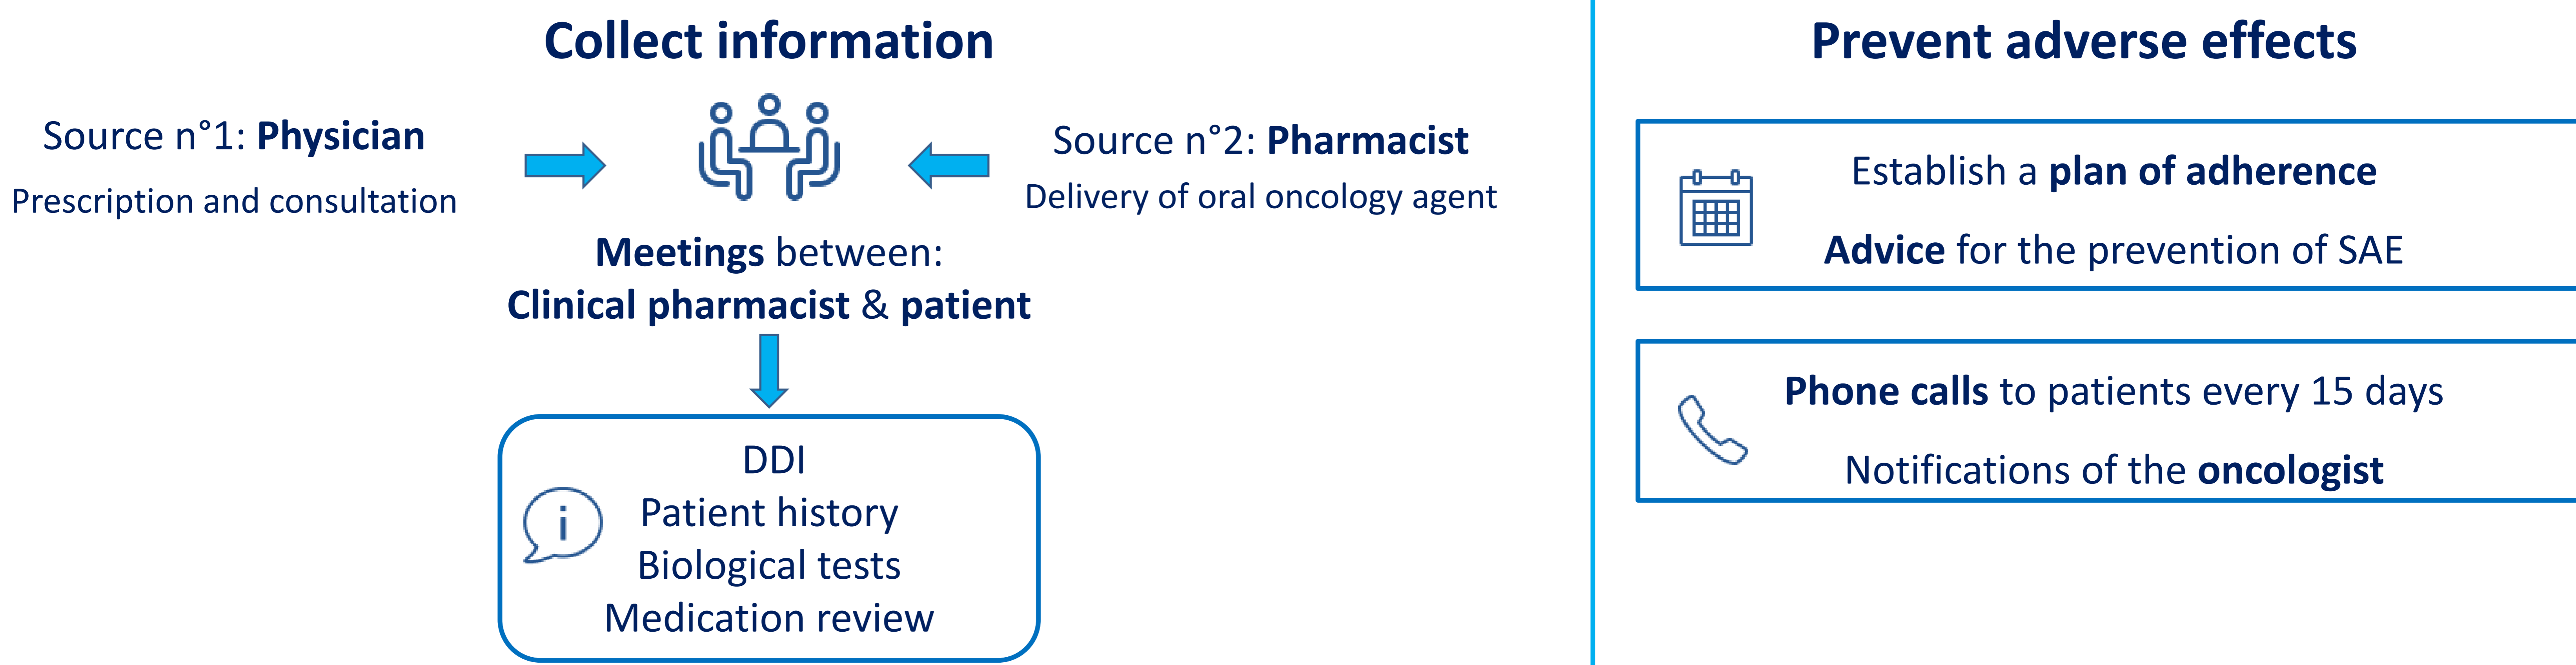 Collect information
Source n°1: Physician
Prescription and consultation
Source n°2: Pharmacist
Delivery of oral oncology agent
Meetings between:
Clinical pharmacist & patient
i
DDI
Patient history
Biological tests
Medication review
Prevent adverse effects
Establish a plan of adherence
Advice for the prevention of SAE
Phone calls to patients every 15 days
Notifications of the oncologist